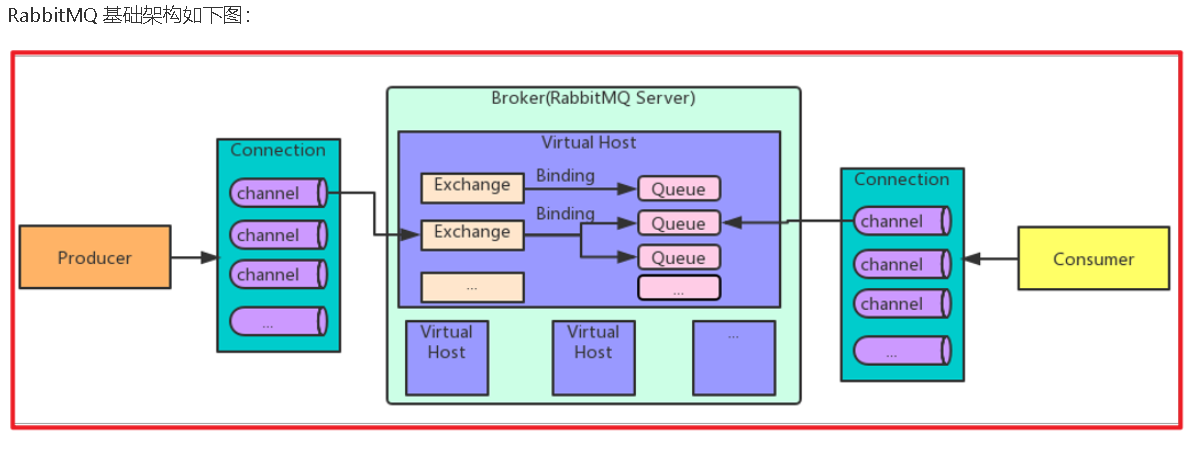 RabbitMQ 基础架构如下图：
Broker(RabbitMQ Server)
Virtual Host
Connection
channel
channel
channel
...
Producer
Exchange
Binding
Queue
Exchange
Binding
Queue
Queue
...
...
Virtual
Host
Virtual
Host
...
Connection
channel
channel
channel
...
Consumer